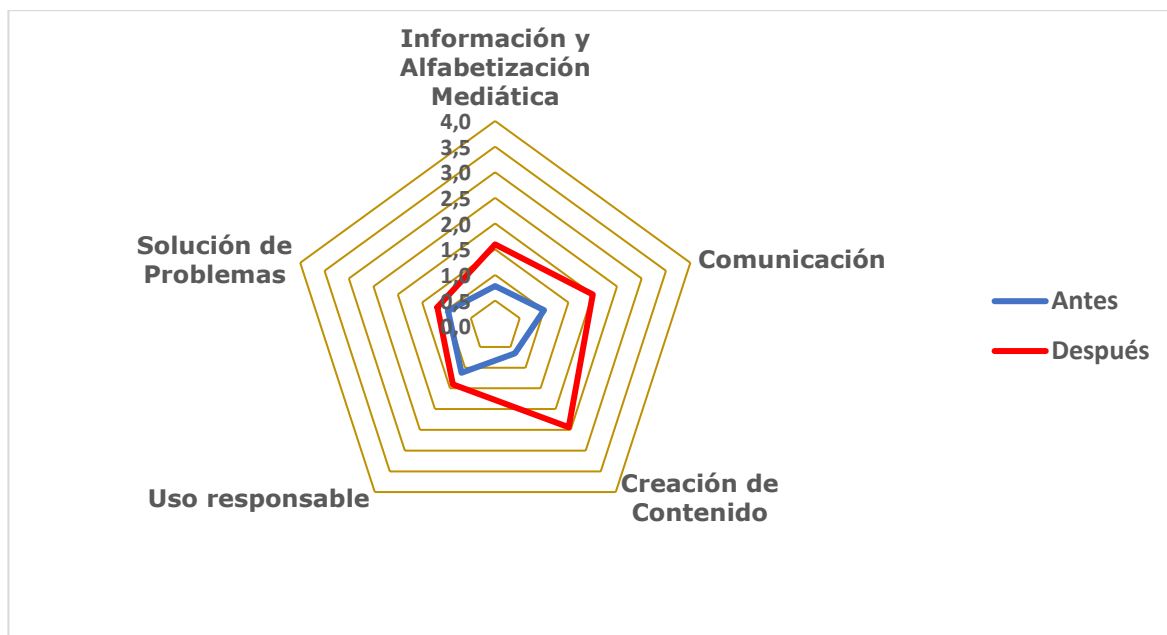 Información y
Alfabetización
Mediática
4,0
3,5
3,0
2,5
2,0
1,5
1,0
0,5
0,0
Solución de
Problemas
Comunicación
Antes
Después
Uso responsable
Creación de
Contenido